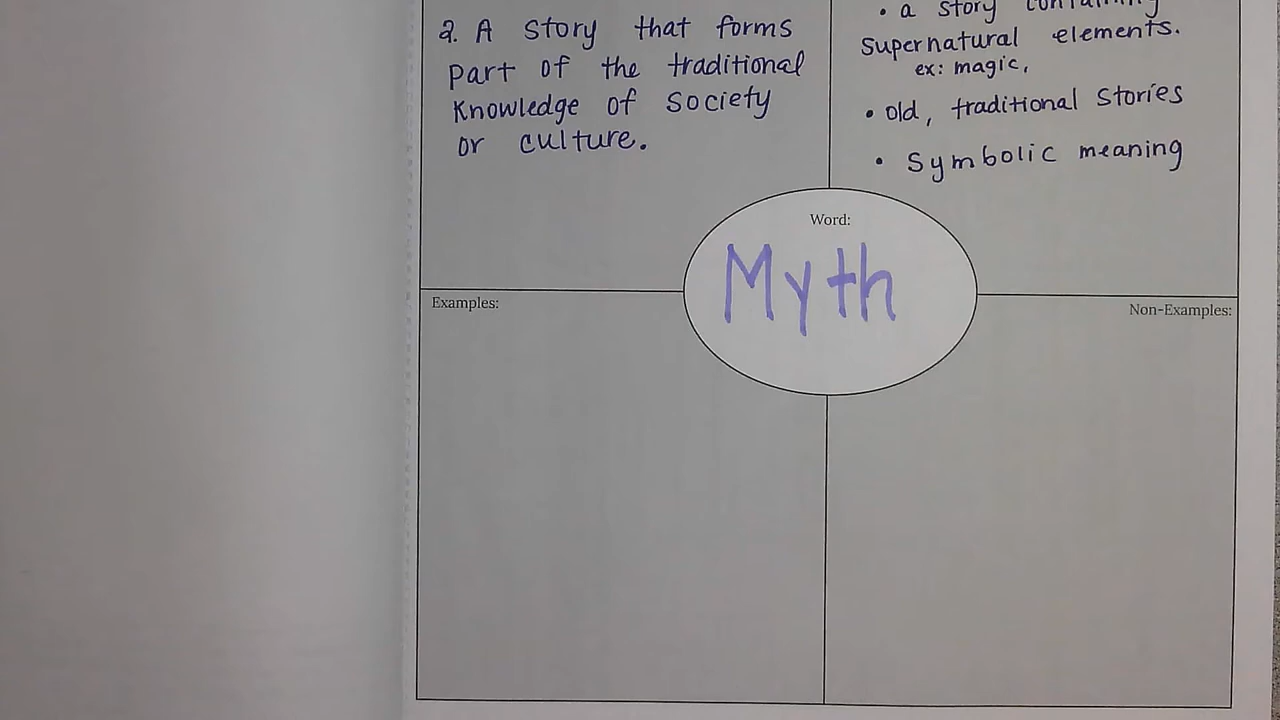 2. A story that forms
part of the traditional
Knowledge of Society
or culture.
• a story containing
supernatural elements.
ex: magic,
• old, traditional Stories
• Symbolic meaning
Word:
Myth
Examples:
Non-Examples: